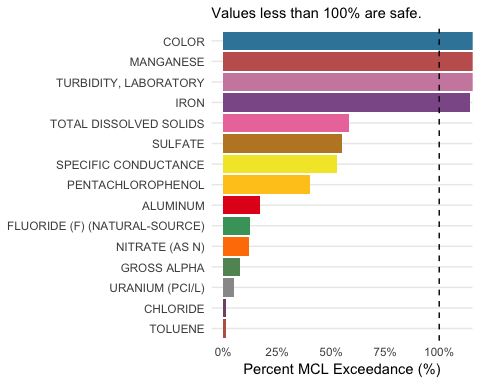 Values less than 100% are safe.
COLOR
MANGANESE
TURBIDITY, LABORATORY
IRON
TOTAL DISSOLVED SOLIDS
SULFATE
SPECIFIC CONDUCTANCE
PENTACHLOROPHENOL
ALUMINUM
FLUORIDE (F) (NATURAL-SOURCE)
NITRATE (AS N)
GROSS ALPHA
URANIUM (PCI/L)
CHLORIDE
TOLUENE
0% 25% 50% 75% 100%
Percent MCL Exceedance (%)